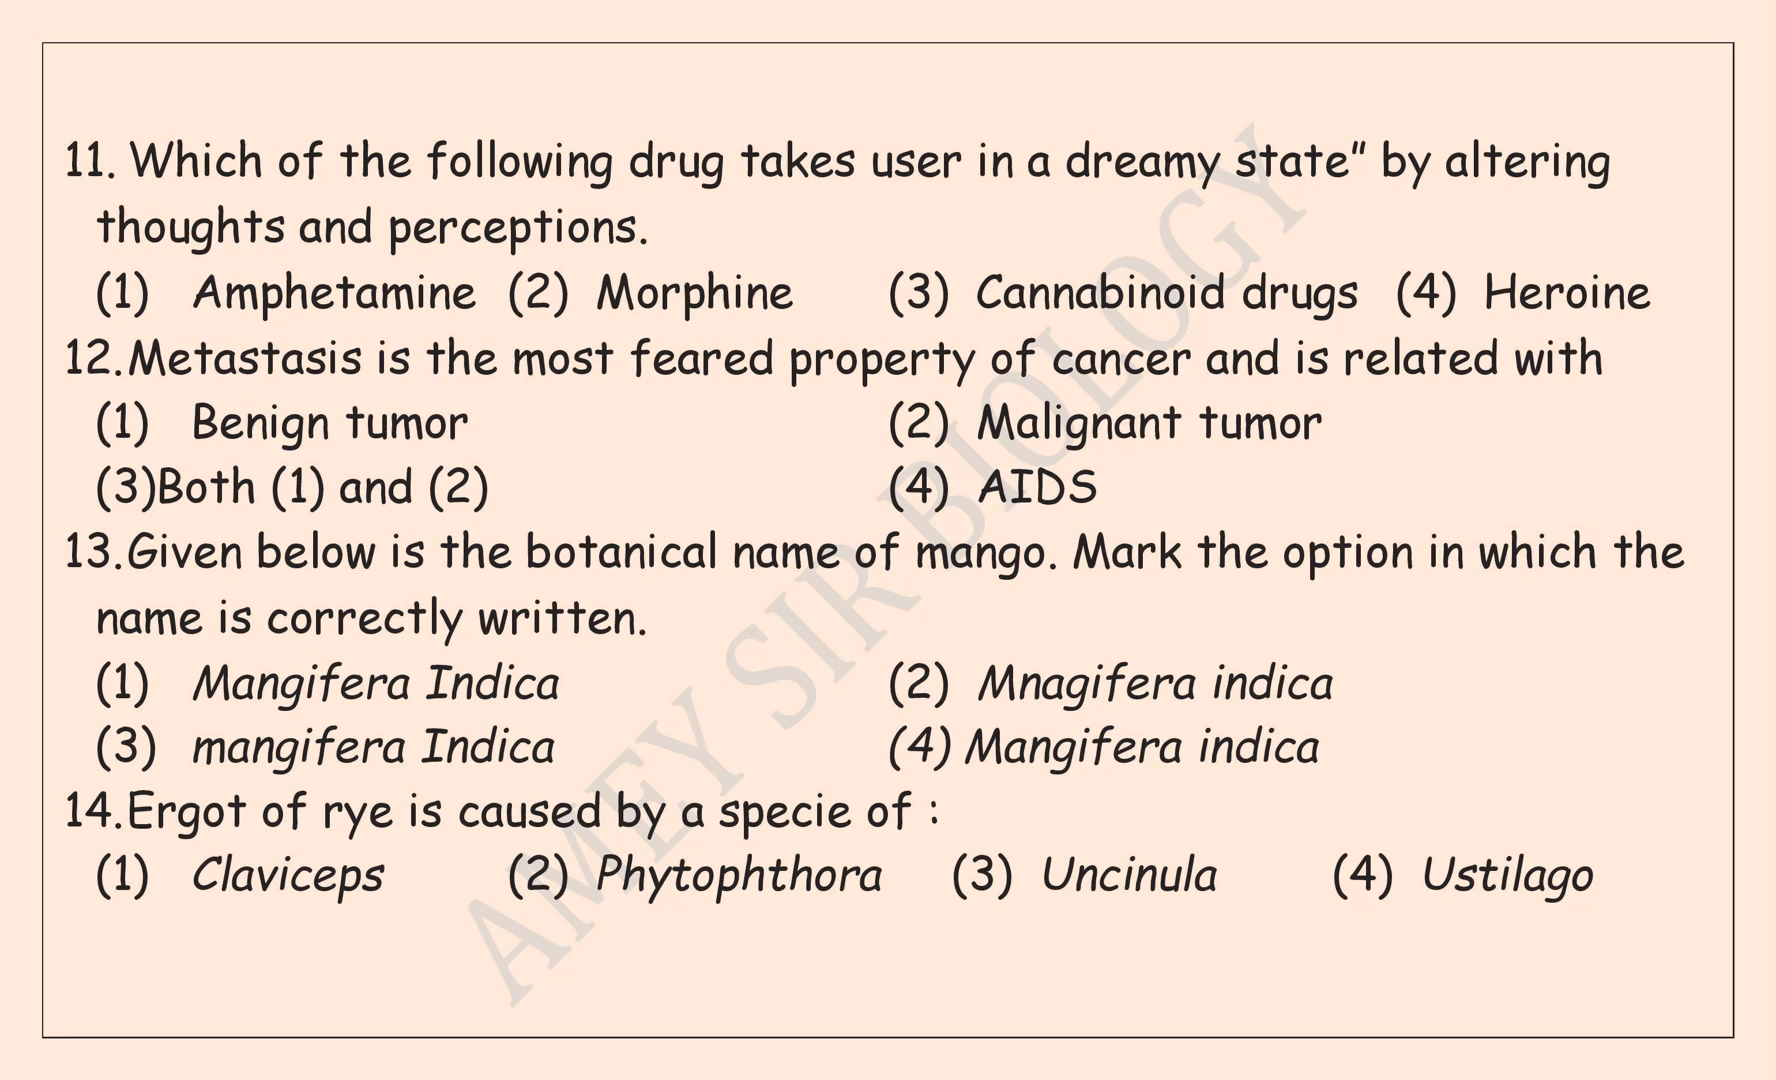 11. Which of the following drug takes user in a dreamy state” by altering
thoughts and perceptions.
(1) Amphetamine (2) Morphine (3) Cannabinoid drugs (4) Heroine
12.Metastasis is the most feared property of cancer and is related with
(1) Benign tumor (2) Malignant tumor
(3)Both (1) and (2) (4) AIDS
13.Given below is the botanical name of mango. Mark the option in which the
name is correctly written.
(1) Mangifera Indica (2) Mnagifera indica
(3) mangifera Indica (4) Mangifera indica
14.Ergot of rye is caused by a specie of :
(1) Claviceps (2) Phytophthora (3) Uncinula (4) Ustilago
AMEY SIR BIOLOGY